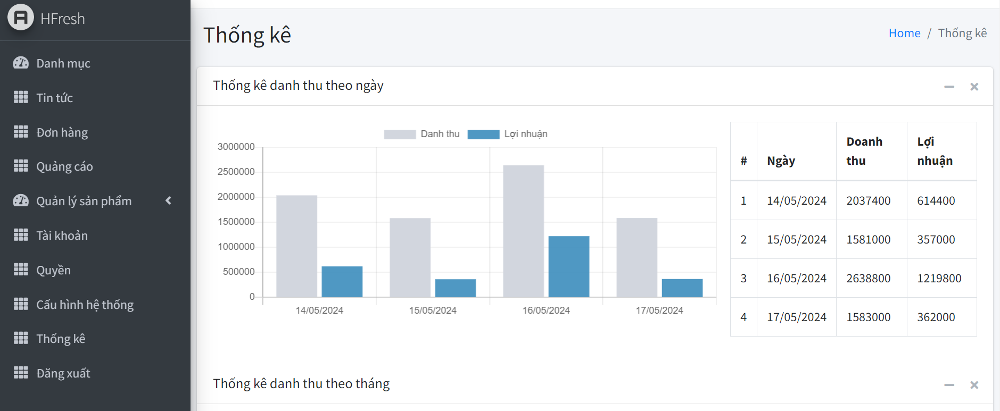 HFresh
Danh mục
Tin tức
Đơn hàng
Quảng cáo
Quản lý sản phẩm
Tài khoản
Quyền
Cấu hình hệ thống
Thống kê
Đăng xuất
Thống kê
Home / Thống kê
Thống kê danh thu theo ngày
Danh thu Lợi nhuận
3000000
2500000
2000000
1500000
1000000
500000
0
14/05/2024 15/05/2024 16/05/2024 17/05/2024
# Ngày Doanh thu Lợi nhuận
1 14/05/2024 2037400 614400
2 15/05/2024 1581000 357000
3 16/05/2024 2638800 1219800
4 17/05/2024 1583000 362000
Thống kê danh thu theo tháng